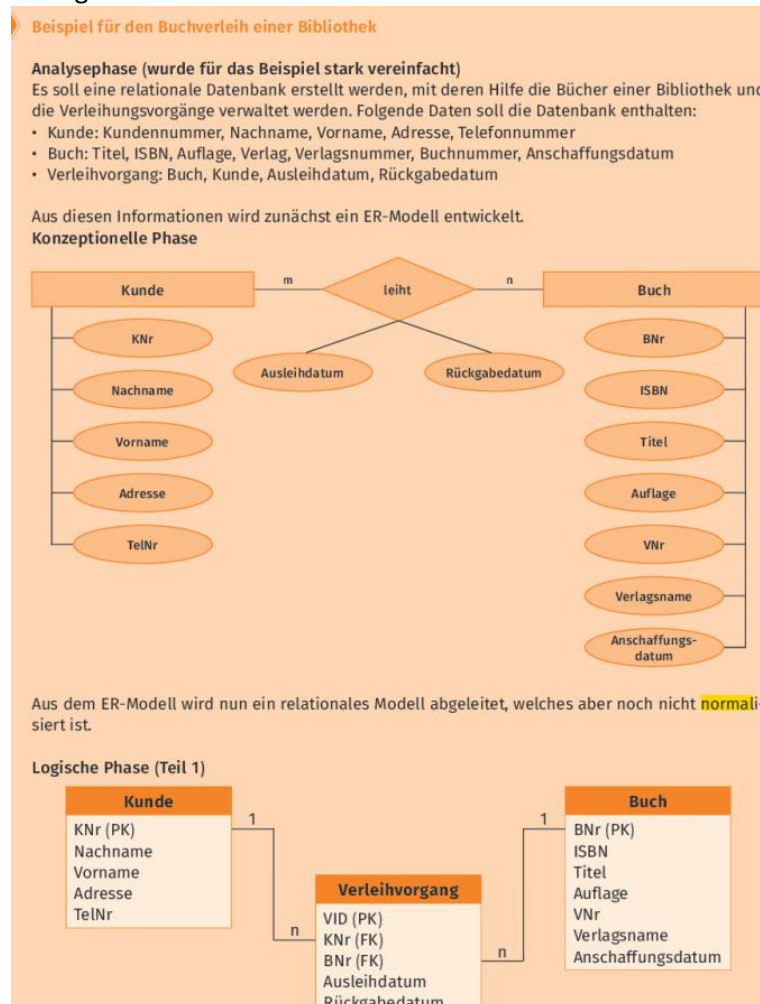 Beispiel für den Buchverleih einer Bibliothek
Analysephase (wurde für das Beispiel stark vereinfacht)
Es soll eine relationale Datenbank erstellt werden, mit deren Hilfe die Bücher einer Bibliothek und
die Verleihungsvorgänge verwaltet werden. Folgende Daten soll die Datenbank enthalten:
• Kunde: Kundennummer, Nachname, Vorname, Adresse, Telefonnummer
• Buch: Titel, ISBN, Auflage, Verlag, Verlagsnummer, Buchnummer, Anschaffungsdatum
• Verleihvorgang: Buch, Kunde, Ausleihdatum, Rückgabedatum
Aus diesen Informationen wird zunächst ein ER-Modell entwickelt.
Konzeptionelle Phase
Kunde m leiht n Buch
KNr
Nachname
Vorname
Adresse
TelNr
Ausleihdatum Rückgabedatum
BNr
ISBN
Titel
Auflage
VNr
Verlagsname
Anschaffungs-
datum
Aus dem ER-Modell wird nun ein relationales Modell abgeleitet, welches aber noch nicht normali-
siert ist.
Logische Phase (Teil 1)
Kunde
KNr (PK)
Nachname
Vorname
Adresse
TelNr
1
n
Verleihvorgang
VID (PK)
KNr (FK)
BNr (FK)
Ausleihdatum
Rückgabedatum
n
1
Buch
BNr (PK)
ISBN
Titel
Auflage
VNr
Verlagsname
Anschaffungsdatum